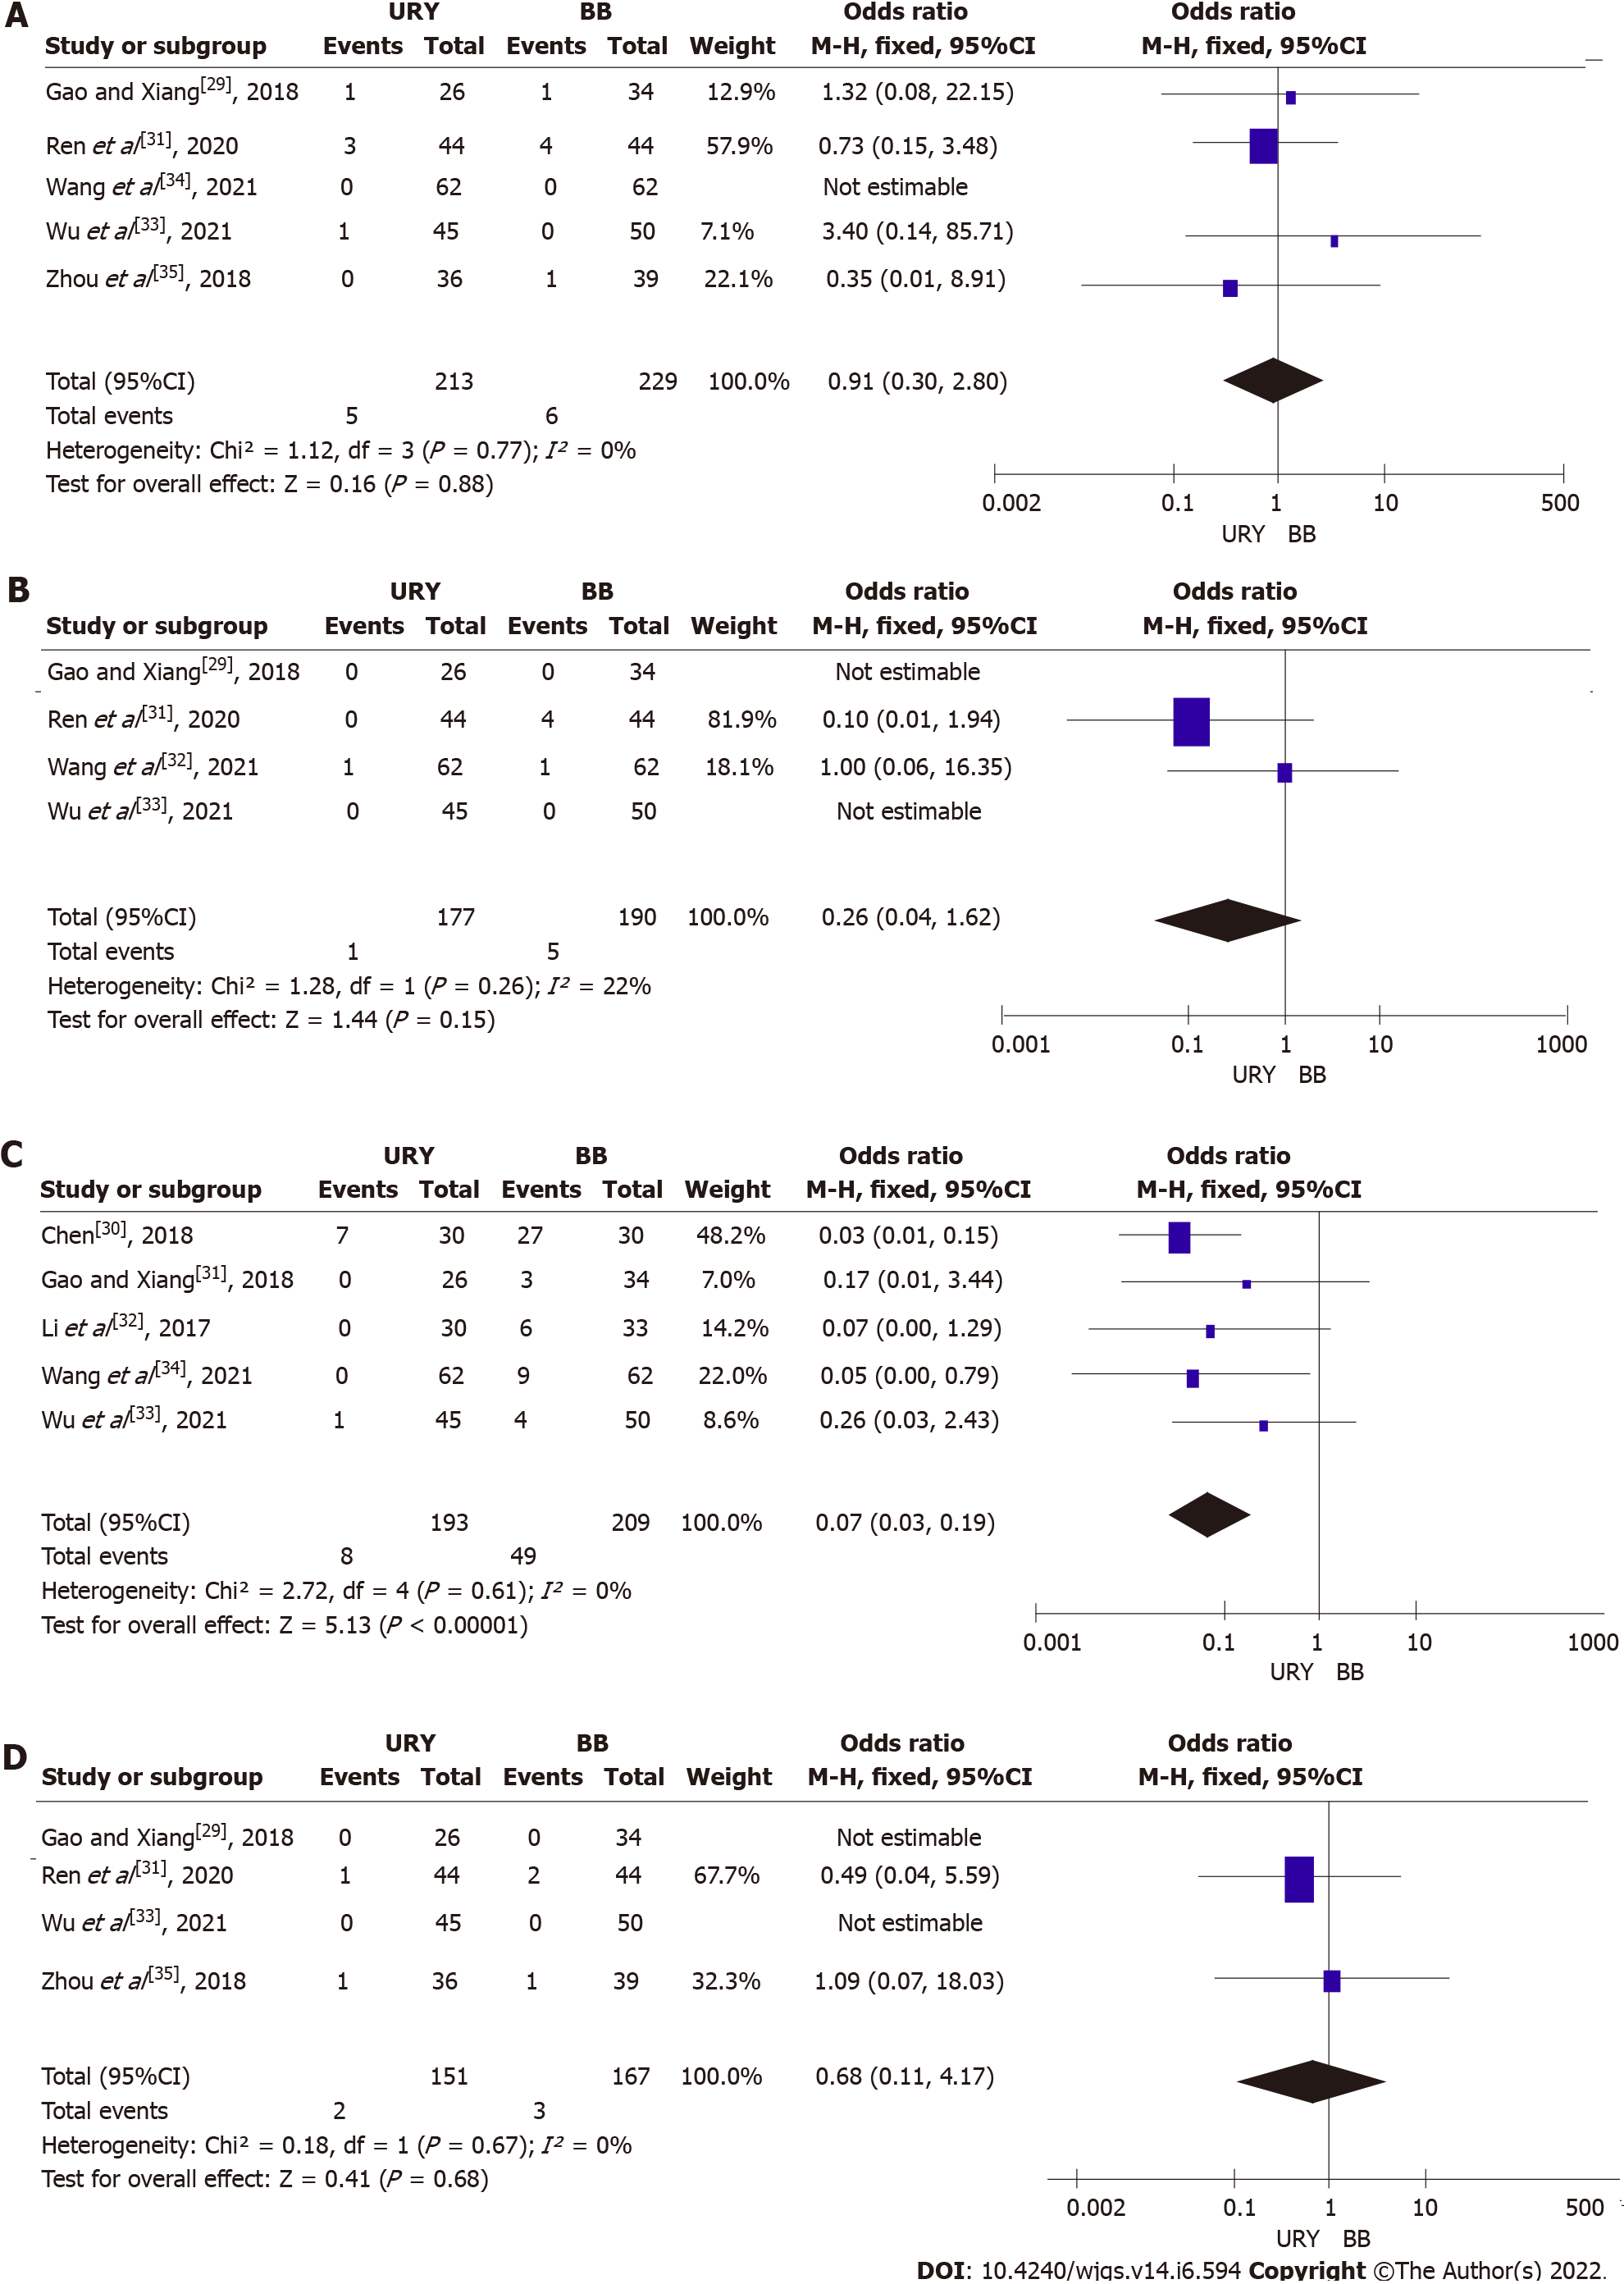 A
URY BB Odds ratio Odds ratio
Study or subgroup Events Total Events Total Weight M-H, fixed, 95%CI M-H, fixed, 95%CI
Gao and Xiang[29], 2018 1 26 1 34 12.9% 1.32 (0.08, 22.15)
Ren et al[31], 2020 3 44 4 44 57.9% 0.73 (0.15, 3.48)
Wang et al[34], 2021 0 62 0 62 Not estimable
Wu et al[33], 2021 1 45 0 50 7.1% 3.40 (0.14, 85.71)
Zhou et al[35], 2018 0 36 1 39 22.1% 0.35 (0.01, 8.91)
Total (95%CI) 213 229 100.0% 0.91 (0.30, 2.80)
Total events 5 6
Heterogeneity: Chi² = 1.12, df = 3 (P = 0.77); I² = 0%
Test for overall effect: Z = 0.16 (P = 0.88)
0.002 0.1 1 10 500
URY BB
B
URY BB Odds ratio Odds ratio
Study or subgroup Events Total Events Total Weight M-H, fixed, 95%CI M-H, fixed, 95%CI
Gao and Xiang[29], 2018 0 26 0 34 Not estimable
Ren et al[31], 2020 0 44 4 44 81.9% 0.10 (0.01, 1.94)
Wang et al[32], 2021 1 62 1 62 18.1% 1.00 (0.06, 16.35)
Wu et al[33], 2021 0 45 0 50 Not estimable
Total (95%CI) 177 190 100.0% 0.26 (0.04, 1.62)
Total events 1 5
Heterogeneity: Chi² = 1.28, df = 1 (P = 0.26); I² = 22%
Test for overall effect: Z = 1.44 (P = 0.15)
0.001 0.1 1 10 1000
URY BB
C
URY BB Odds ratio Odds ratio
Study or subgroup Events Total Events Total Weight M-H, fixed, 95%CI M-H, fixed, 95%CI
Chen[30], 2018 7 30 27 30 48.2% 0.03 (0.01, 0.15)
Gao and Xiang[31], 2018 0 26 3 34 7.0% 0.17 (0.01, 3.44)
Li et al[32], 2017 0 30 6 33 14.2% 0.07 (0.00, 1.29)
Wang et al[34], 2021 0 62 9 62 22.0% 0.05 (0.00, 0.79)
Wu et al[33], 2021 1 45 4 50 8.6% 0.26 (0.03, 2.43)
Total (95%CI) 193 209 100.0% 0.07 (0.03, 0.19)
Total events 8 49
Heterogeneity: Chi² = 2.72, df = 4 (P = 0.61); I² = 0%
Test for overall effect: Z = 5.13 (P < 0.00001)
0.001 0.1 1 10 1000
URY BB
D
URY BB Odds ratio Odds ratio
Study or subgroup Events Total Events Total Weight M-H, fixed, 95%CI M-H, fixed, 95%CI
Gao and Xiang[29], 2018 0 26 0 34 Not estimable
Ren et al[31], 2020 1 44 2 44 67.7% 0.49 (0.04, 5.59)
Wu et al[33], 2021 0 45 0 50 Not estimable
Zhou et al[35], 2018 1 36 1 39 32.3% 1.09 (0.07, 18.03)
Total (95%CI) 151 167 100.0% 0.68 (0.11, 4.17)
Total events 2 3
Heterogeneity: Chi² = 0.18, df = 1 (P = 0.67); I² = 0%
Test for overall effect: Z = 0.41 (P = 0.68)
0.002 0.1 1 10 500
URY BB
DOI: 10.4240/wjgs.v14.i6.594 Copyright ©The Author(s) 2022.